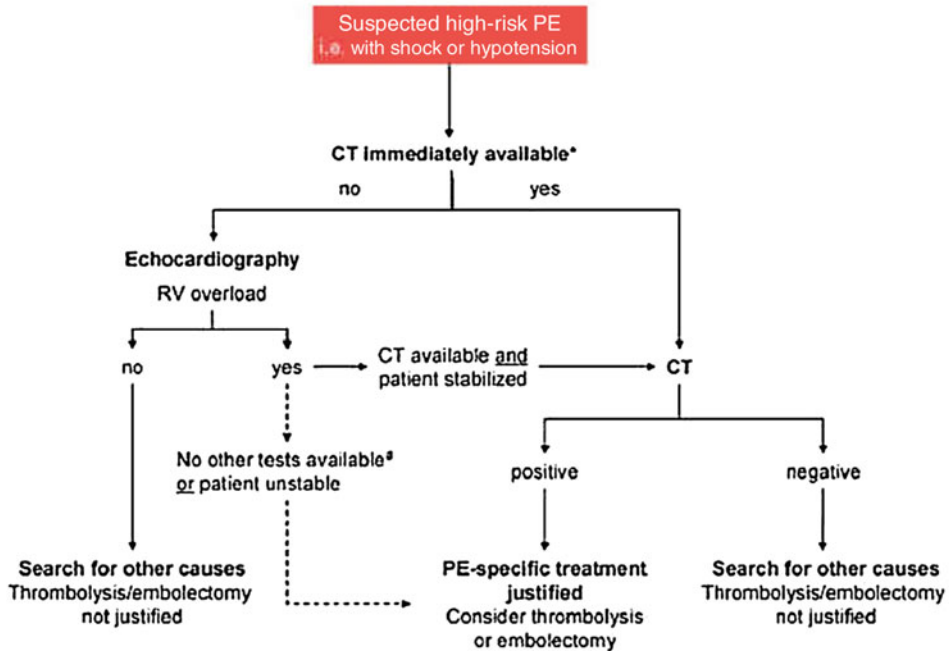 Suspected high-risk PE
i.e. with shock or hypotension
CT immediately available*
no
yes
Echocardiography
RV overload
no
yes
CT available and
patient stabilized
CT
No other tests availableª
or patient unstable
positive
negative
Search for other causes
Thrombolysis/embolectomy
not justified
PE-specific treatment
justified
Consider thrombolysis
or embolectomy
Search for other causes
Thrombolysis/embolectomy
not justified